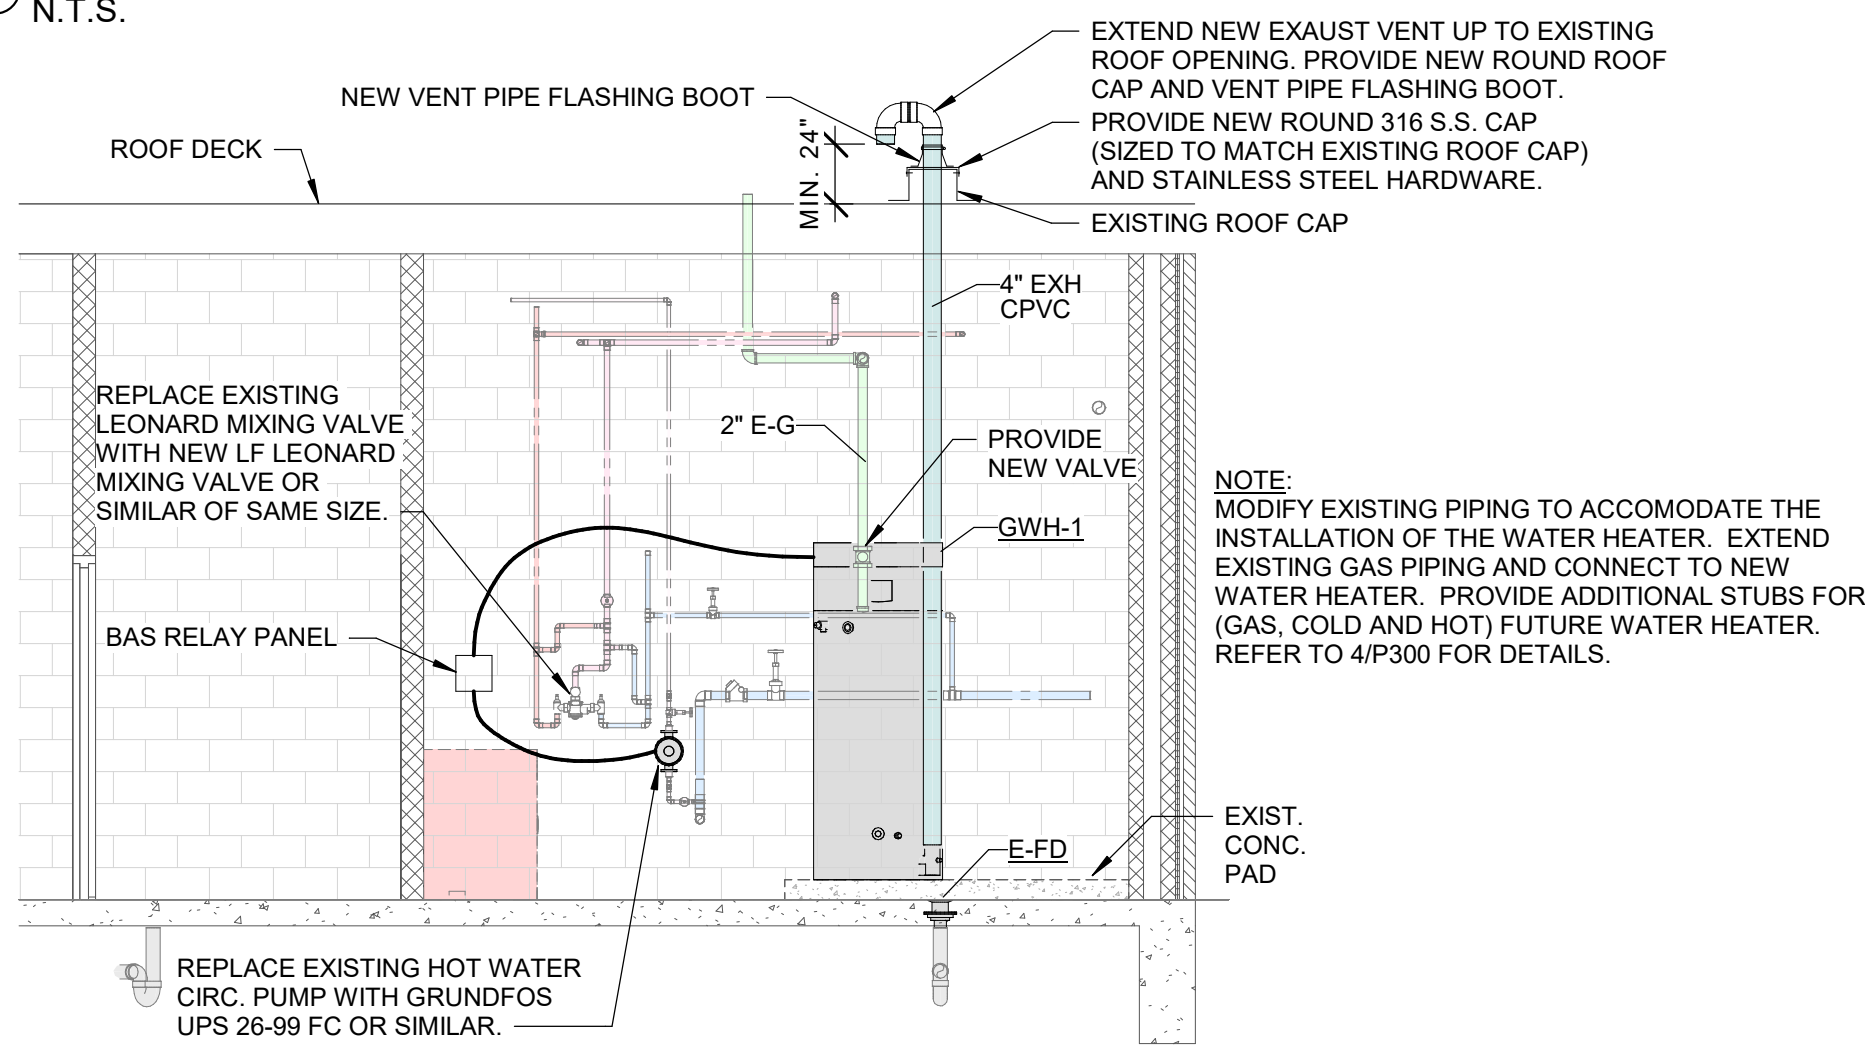 N.T.S.
EXTEND NEW EXAUST VENT UP TO EXISTING
ROOF OPENING. PROVIDE NEW ROUND ROOF
CAP AND VENT PIPE FLASHING BOOT.
NEW VENT PIPE FLASHING BOOT
PROVIDE NEW ROUND 316 S.S. CAP
(SIZED TO MATCH EXISTING ROOF CAP)
AND STAINLESS STEEL HARDWARE.
ROOF DECK
MIN. 24"
EXISTING ROOF CAP
4" EXH
CPVC
REPLACE EXISTING
LEONARD MIXING VALVE
WITH NEW LF LEONARD
MIXING VALVE OR
SIMILAR OF SAME SIZE.
2" E-G
PROVIDE
NEW VALVE
GWH-1
NOTE:
MODIFY EXISTING PIPING TO ACCOMODATE THE
INSTALLATION OF THE WATER HEATER. EXTEND
EXISTING GAS PIPING AND CONNECT TO NEW
WATER HEATER. PROVIDE ADDITIONAL STUBS FOR
(GAS, COLD AND HOT) FUTURE WATER HEATER.
REFER TO 4/P300 FOR DETAILS.
BAS RELAY PANEL
E-FD
EXIST.
CONC.
PAD
REPLACE EXISTING HOT WATER
CIRC. PUMP WITH GRUNDFOS
UPS 26-99 FC OR SIMILAR.